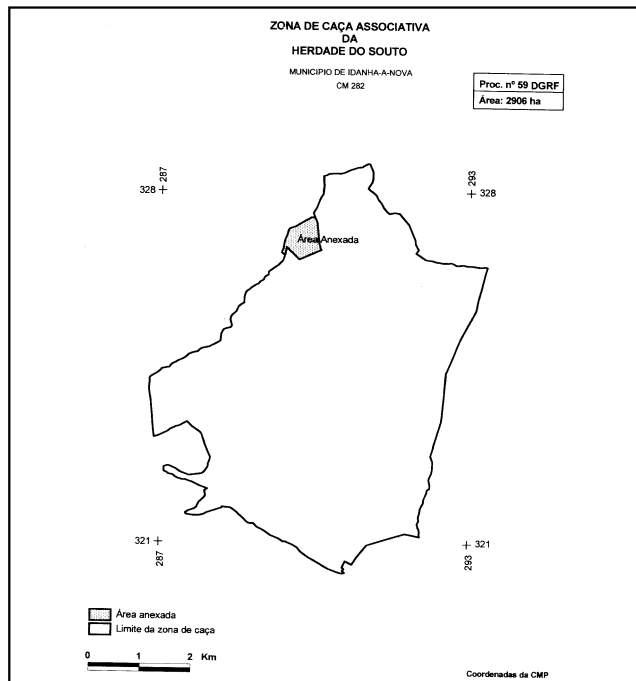 ZONA DE CAÇA ASSOCIATIVA
DA
HERDADE DO SOUTO
MUNICIPIO DE IDANHA-A-NOVA
CM 282
Proc. nº 59 DGRF
Área: 2906 ha
287
328
293
328
Área Anexada
321
287
321
293
Área anexada
Limite da zona de caça
0 1 2 Km
Coordenadas da CMP